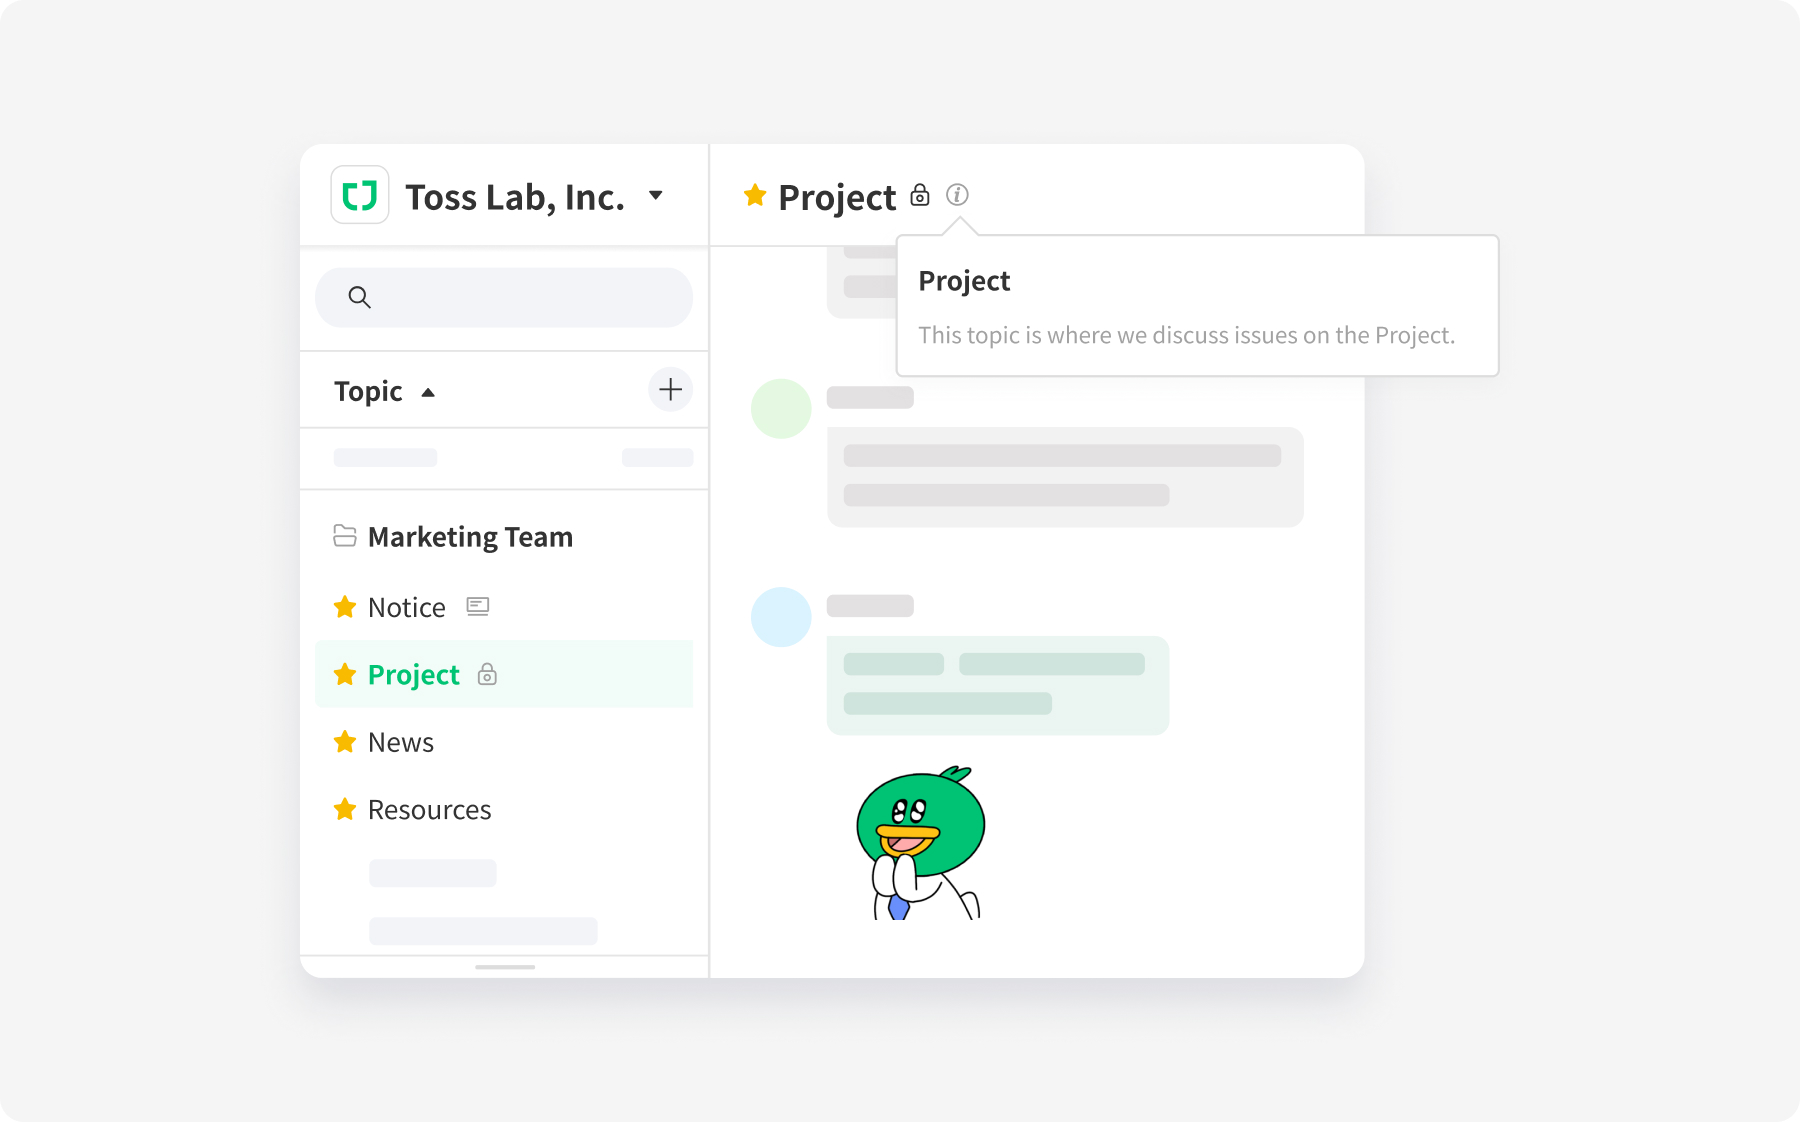 Toss Lab, Inc.
Topic
Marketing Team
Notice
Project
News
Resources
Project
Project
This topic is where we discuss issues on the Project.